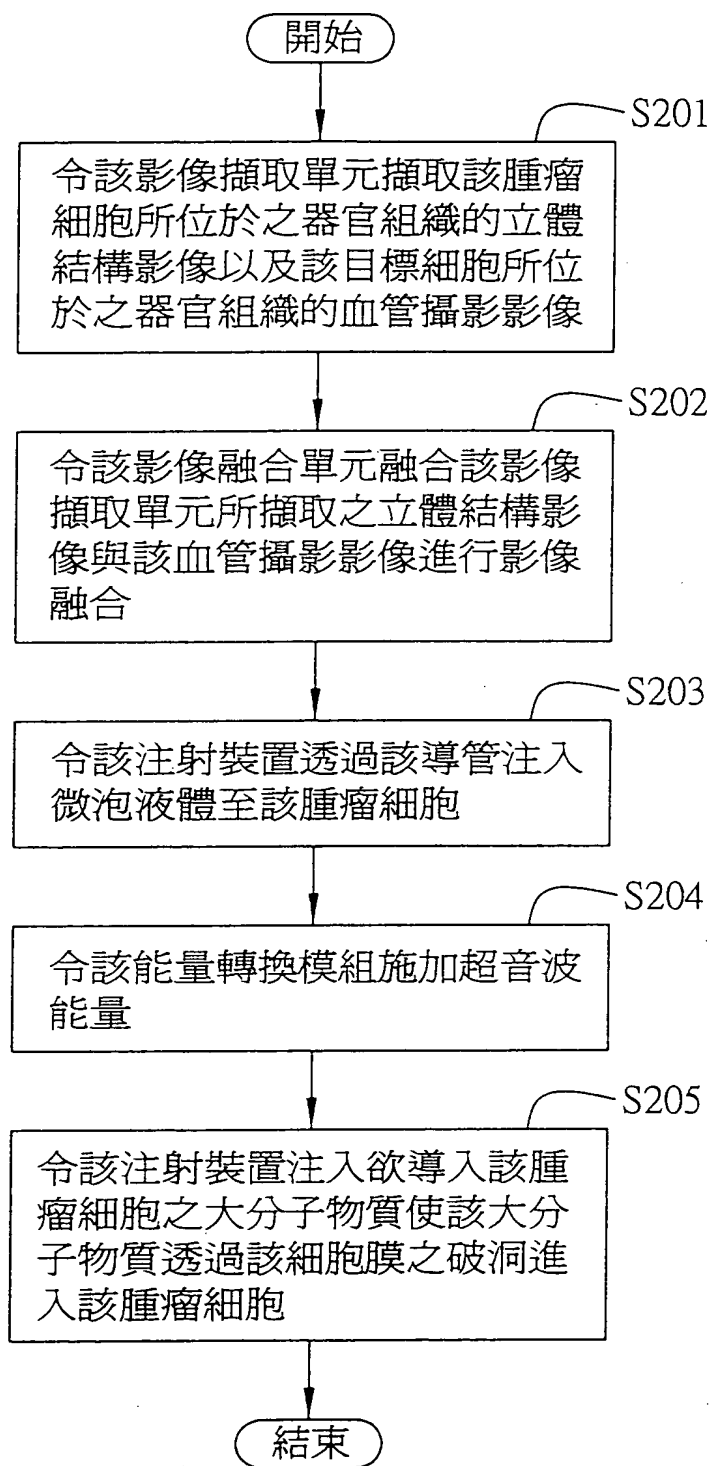 開始
S201
令該影像擷取單元擷取該腫瘤
細胞所位於之器官組織的立體
結構影像以及該目標細胞所位
於之器官組織的血管攝影影像
S202
令該影像融合單元融合該影像
擷取單元所擷取之立體結構影
像與該血管攝影影像進行影像
融合
S203
令該注射裝置透過該導管注入
微泡液體至該腫瘤細胞
S204
令該能量轉換模組施加超音波
能量
S205
令該注射裝置注入欲導入該腫
瘤細胞之大分子物質使該大分
子物質透過該細胞膜之破洞進
入該腫瘤細胞
結束